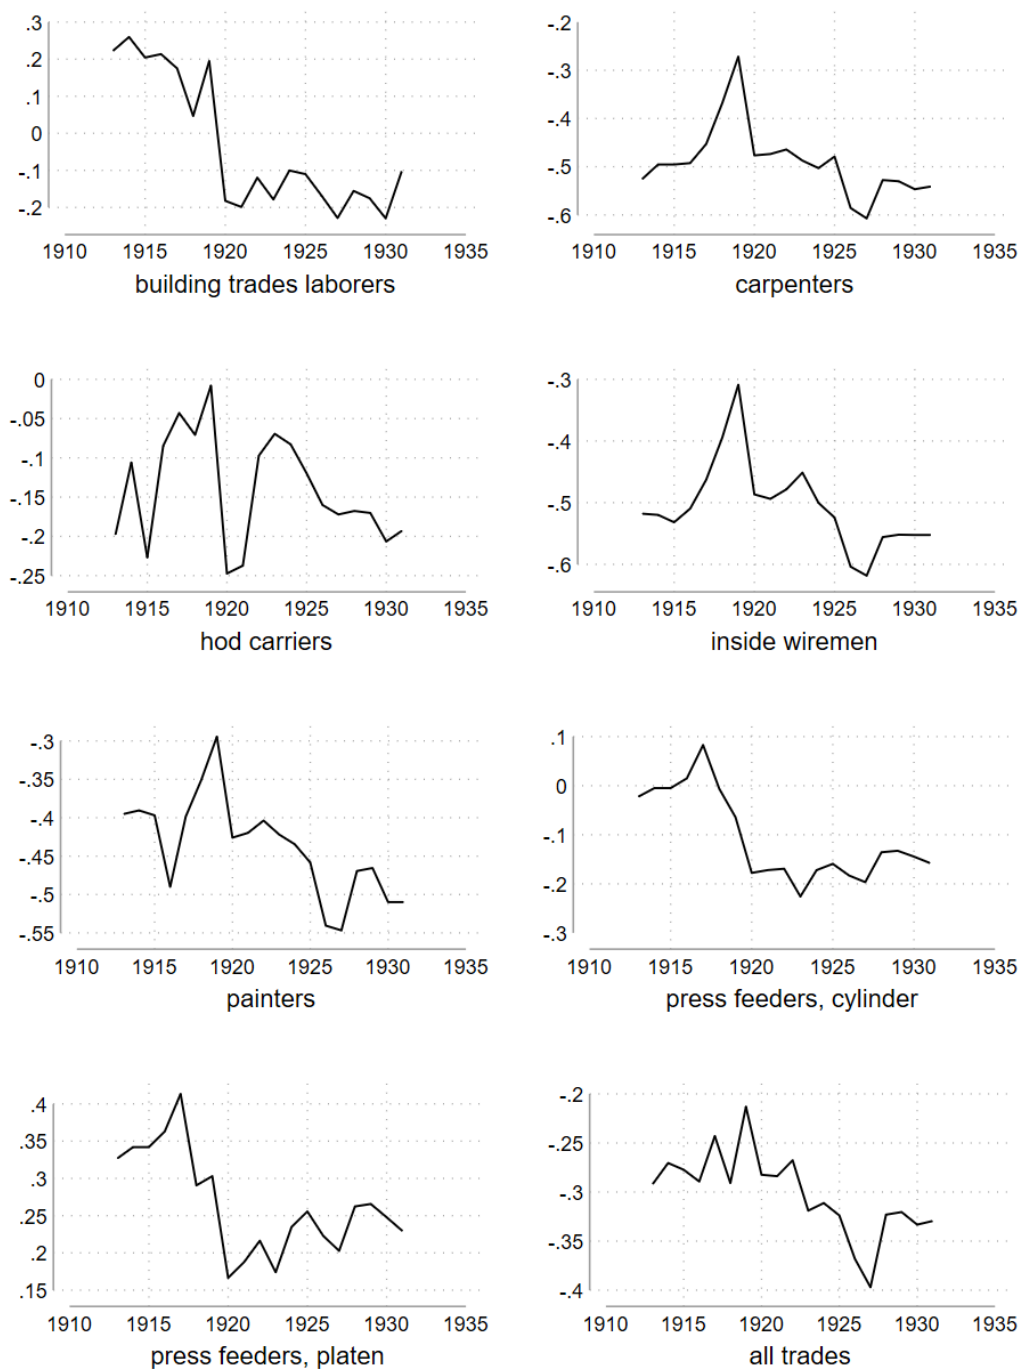 .3
.2
.1
0
-.1
-.2
1910 1915 1920 1925 1930 1935
building trades laborers
-.2
-.3
-.4
-.5
-.6
1910 1915 1920 1925 1930 1935
carpenters
0
-.05
-.1
-.15
-.2
-.25
1910 1915 1920 1925 1930 1935
hod carriers
-.3
-.4
-.5
-.6
1910 1915 1920 1925 1930 1935
inside wiremen
-.3
-.35
-.4
-.45
-.5
-.55
1910 1915 1920 1925 1930 1935
painters
.1
0
-.1
-.2
-.3
1910 1915 1920 1925 1930 1935
press feeders, cylinder
.4
.35
.3
.25
.2
.15
1910 1915 1920 1925 1930 1935
press feeders, platen
-.2
-.25
-.3
-.35
-.4
1910 1915 1920 1925 1930 1935
all trades